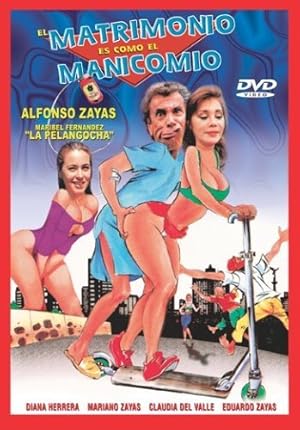 EL
MATRIMONIO
ES COMO EL
MANICOMIO
DVD
VIDEO
ALFONSO ZAYAS
MARIBEL FERNANDEZ
"LA PELANGOCHA"
DIANA HERRERA MARIANO ZAYAS CLAUDIA DEL VALLE EDUARDO ZAYAS